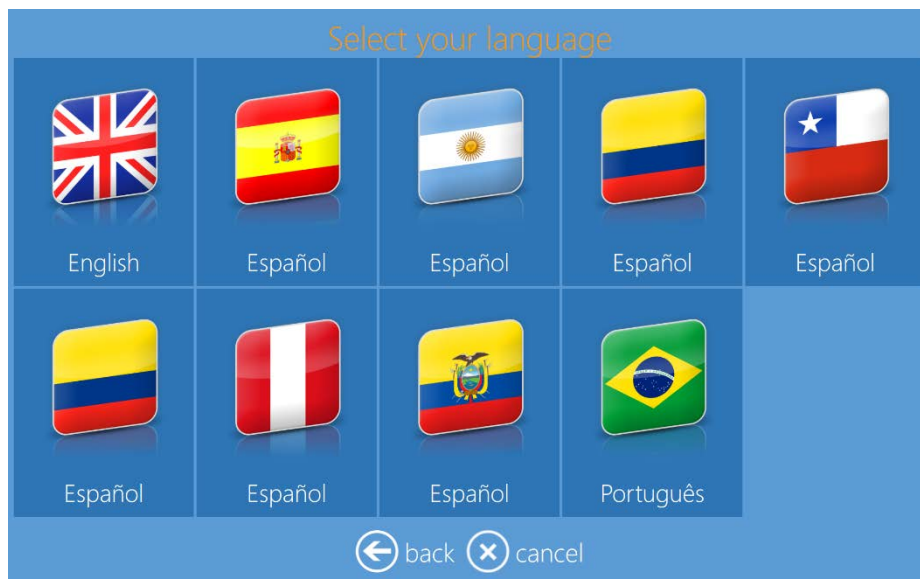 Select your language
English
Español
Español
Español
Español
Español
Español
Español
Português
back
cancel